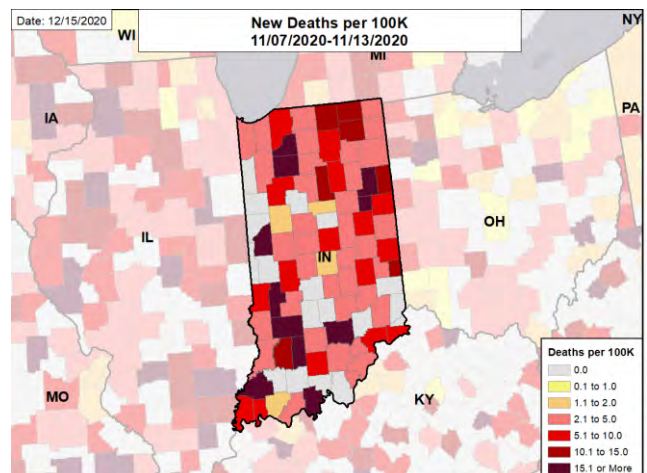 Date: 12/15/2020
New Deaths per 100K
11/07/2020-11/13/2020
NY
WI
MI
IA
PA
OH
IL
IN
MO
KY
Deaths per 100K
0.0
0.1 to 1.0
1.1 to 2.0
2.1 to 5.0
5.1 to 10.0
10.1 to 15.0
15.1 or More